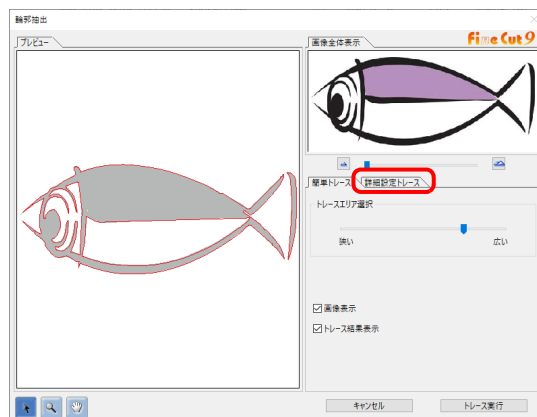 輪郭抽出
プレビュー
画像全体表示
Fine Cut 9
簡単トレース
詳細設定トレース
トレースエリア選択
狭い
広い
画像表示
トレース結果表示
キャンセル
トレース実行